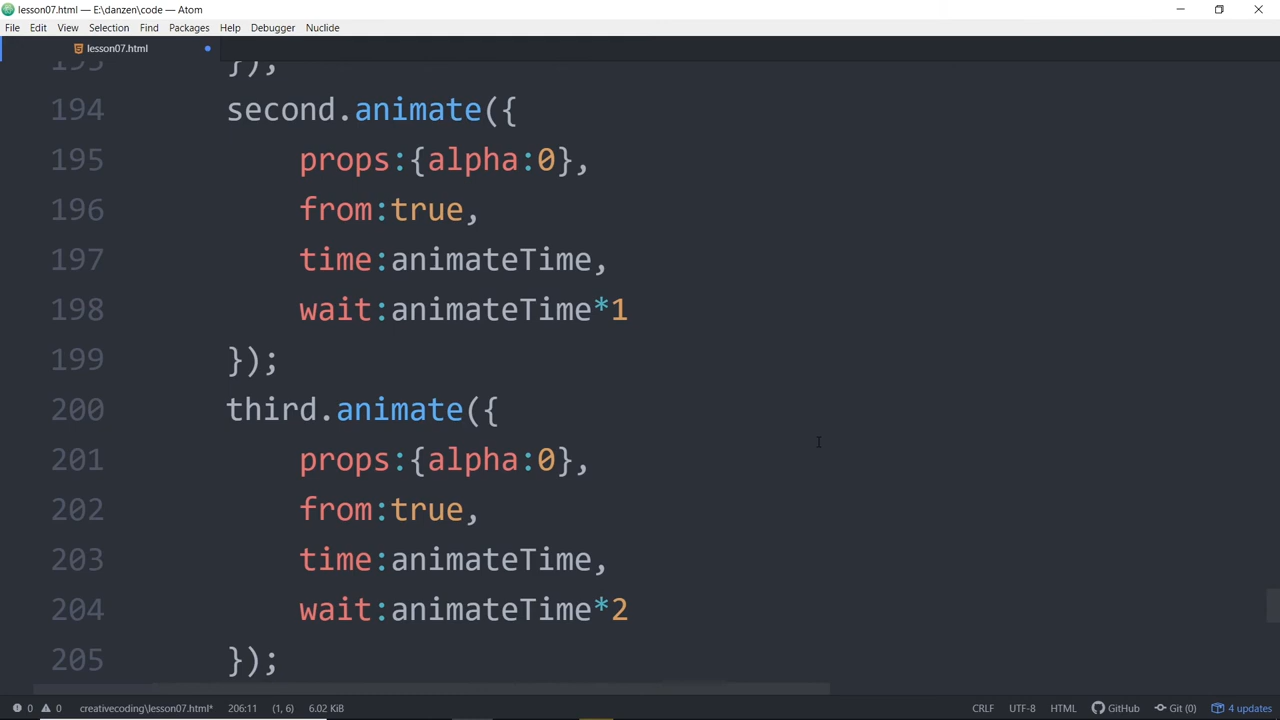 lesson07.html — E:\danzen\code — Atom
File Edit View Selection Find Packages Help Debugger Nuclide
lesson07.html
193 });
194 second.animate({
195 props:{alpha:0},
196 from:true,
197 time:animateTime,
198 wait:animateTime*1
199 });
200 third.animate({
201 props:{alpha:0},
202 from:true,
203 time:animateTime,
204 wait:animateTime*2
205 });
0 0 creativecoding\lesson07.html* 206:11 (1, 6) 6.02 KiB CRLF UTF-8 HTML GitHub Git (0) 4 updates